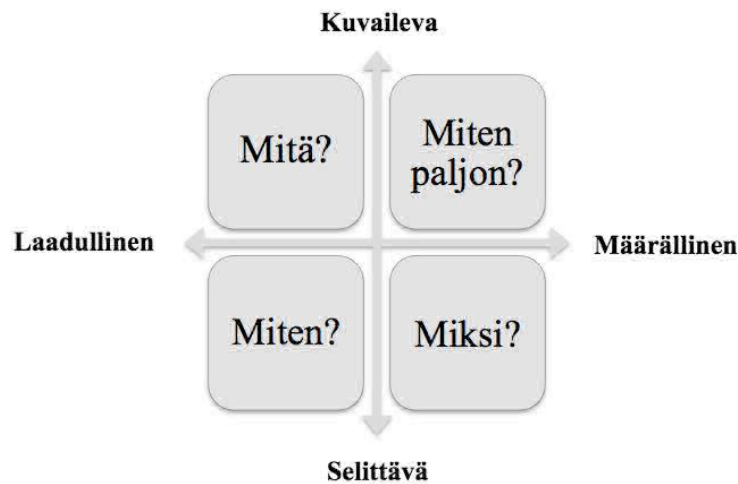 Kuvaileva
Mitä?
Miten
paljon?
Laadullinen
Määrällinen
Miten?
Miksi?
Selittävä